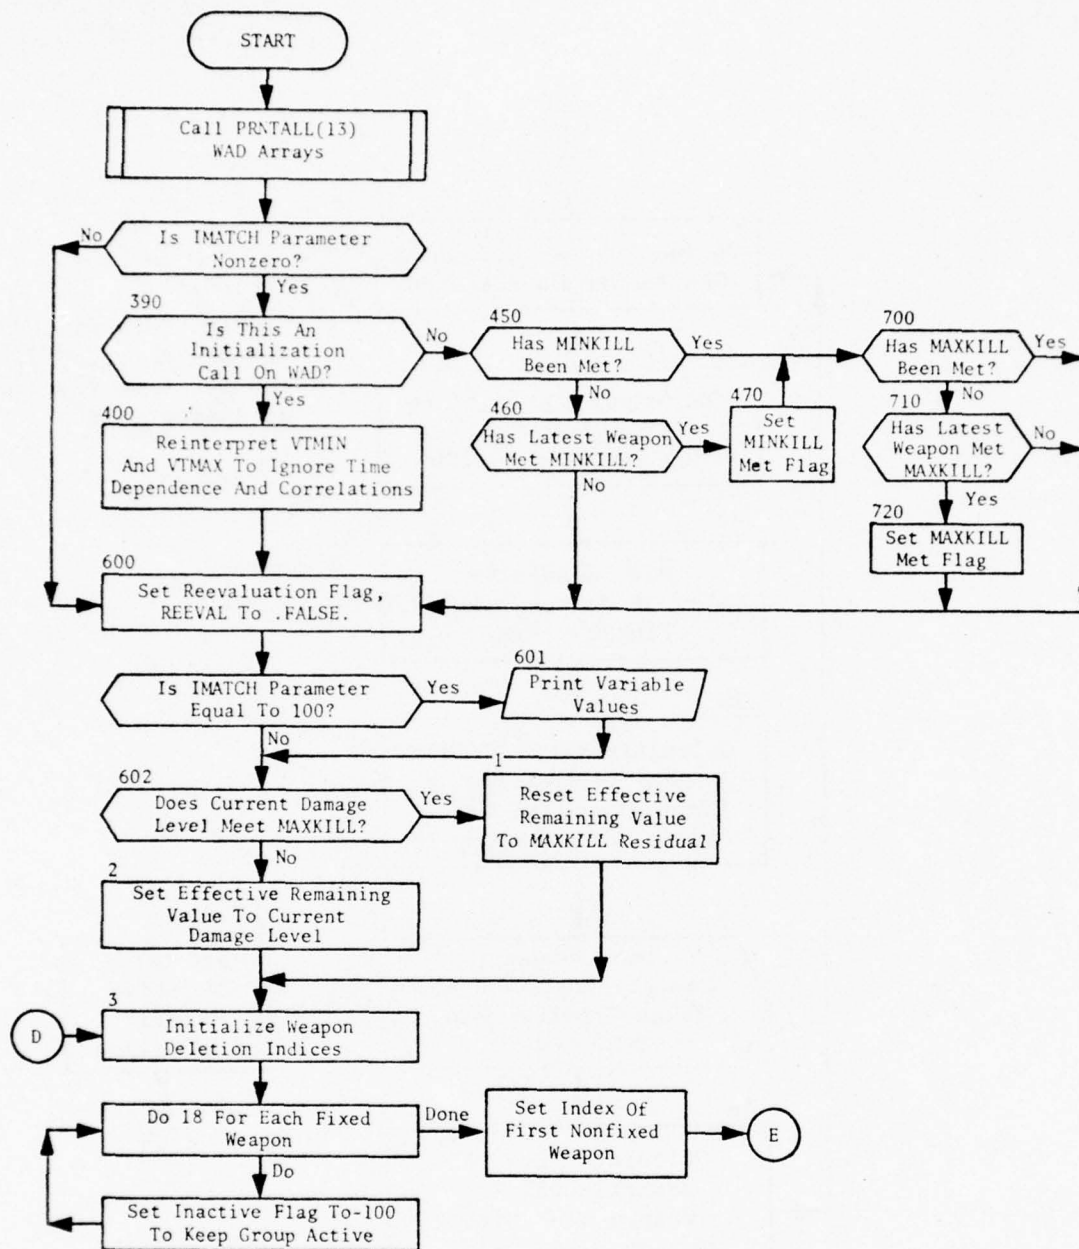 START
Call PRNTALL(13)
WAD Arrays
Is IMATCH Parameter
Nonzero?
No
Yes
390
Is This An
Initialization
Call On WAD?
No
Yes
450
Has MINKILL
Been Met?
Yes
No
700
Has MAXKILL
Been Met?
Yes
No
400
Reinterpret VTMIN
And VTMAX To Ignore Time
Dependence And Correlations
460
Has Latest Weapon
Met MINKILL?
Yes
No
470
Set
MINKILL
Met Flag
710
Has Latest
Weapon Met
MAXKILL?
No
Yes
720
Set MAXKILL
Met Flag
600
Set Reevaluation Flag,
REEVAL To .FALSE.
Is IMATCH Parameter
Equal To 100?
Yes
No
601
Print Variable
Values
602
Does Current Damage
Level Meet MAXKILL?
Yes
No
1
Reset Effective
Remaining Value
To MAXKILL Residual
2
Set Effective Remaining
Value To Current
Damage Level
D
3
Initialize Weapon
Deletion Indices
Do 18 For Each Fixed
Weapon
Done
Do
Set Index Of
First Nonfixed
Weapon
E
Set Inactive Flag To-100
To Keep Group Active